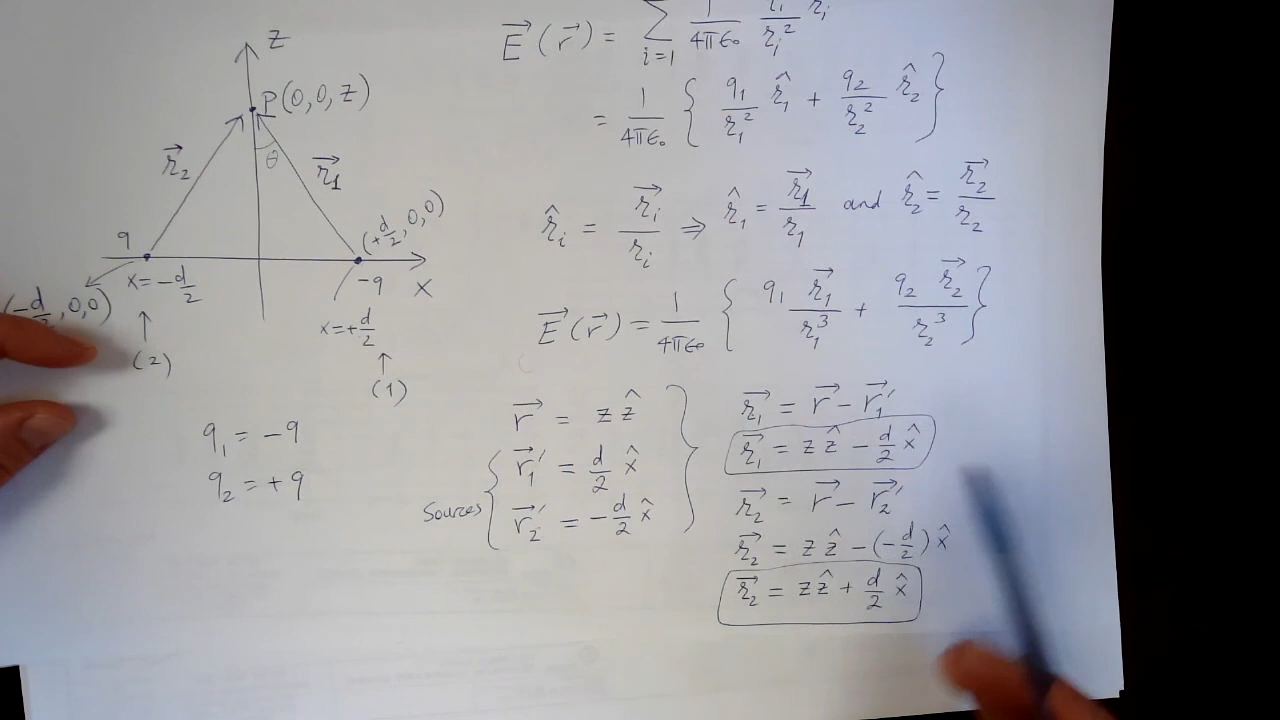 z
P(0,0,z)
r⃗₂
θ
r⃗₁
q
(+d/2,0,0)
x=-d/2
-q
x
(-d/2,0,0)
x=+d/2
(2)
(1)
q₁ = -q
q₂ = +q
E⃗(r⃗) = Σ i=1 1/4πϵ₀ /r_i² r_i
= 1/4πϵ₀ { q₁/r₁² r̂₁ + q₂/r₂² r̂₂ }
r̂_i = r⃗_i/r_i ⇒ r̂₁ = r⃗₁/r₁ and r̂₂ = r⃗₂/r₂
E⃗(r⃗) = 1/4πϵ₀ { q₁ r⃗₁/r₁³ + q₂ r⃗₂/r₂³ }
r⃗ = z ẑ
Sources { r⃗₁' = d/2 x̂
r⃗₂' = -d/2 x̂ }
r⃗₁ = r⃗ - r⃗₁'
r⃗₁ = z ẑ - d/2 x̂
r⃗₂ = r⃗ - r⃗₂'
r⃗₂ = z ẑ - (-d/2) x̂
r⃗₂ = z ẑ + d/2 x̂